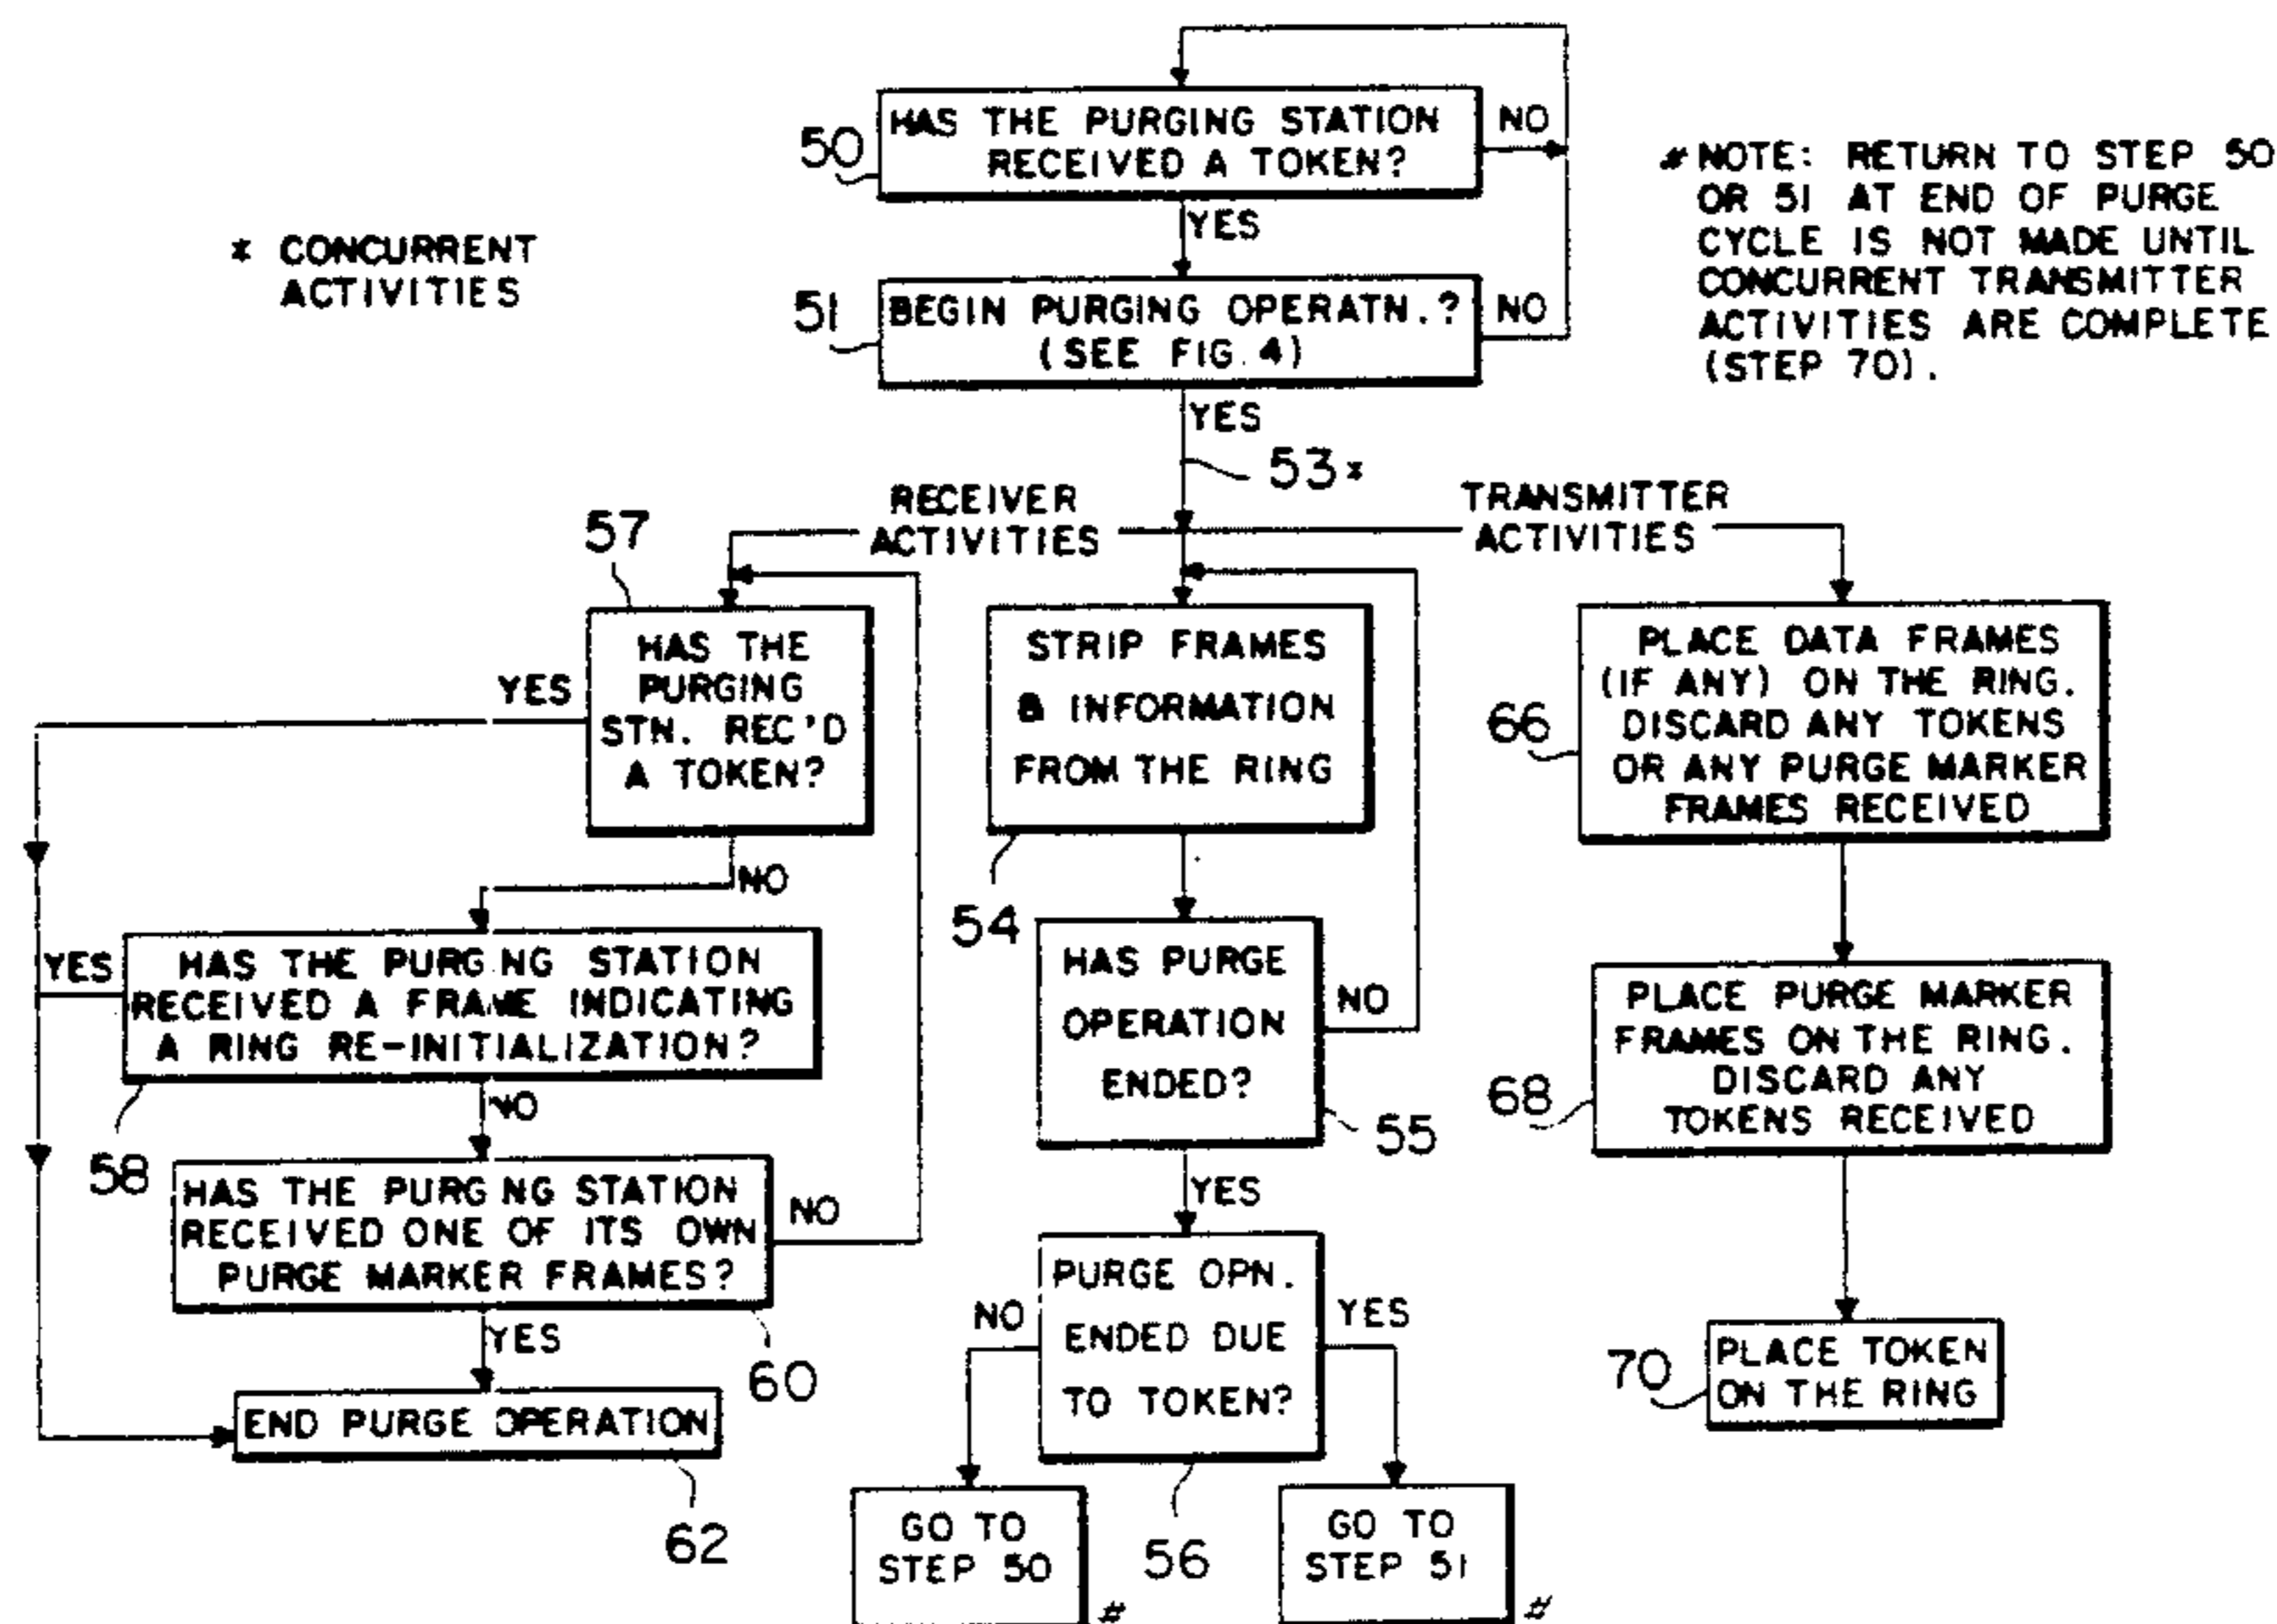 HAS THE PURGING STATION
RECEIVED A TOKEN?
NO
50
YES
* CONCURRENT
ACTIVITIES
# NOTE: RETURN TO STEP 50
OR 51 AT END OF PURGE
CYCLE IS NOT MADE UNTIL
CONCURRENT TRANSMITTER
ACTIVITIES ARE COMPLETE
(STEP 70).
51
BEGIN PURGING OPERATN.?
(SEE FIG. 4)
NO
YES
53*
RECEIVER
ACTIVITIES
TRANSMITTER
ACTIVITIES
57
HAS THE
PURGING
STN. REC'D
A TOKEN?
YES
NO
YES
HAS THE PURG NG STATION
RECEIVED A FRAME INDICATING
A RING RE-INITIALIZATION?
58
NO
HAS THE PURG NG STATION
RECEIVED ONE OF ITS OWN
PURGE MARKER FRAMES?
NO
60
YES
END PURGE OPERATION
62
STRIP FRAMES
& INFORMATION
FROM THE RING
54
HAS PURGE
OPERATION
ENDED?
NO
55
YES
PURGE OPN.
ENDED DUE
TO TOKEN?
NO
YES
56
GO TO
STEP 50
#
GO TO
STEP 51
#
PLACE DATA FRAMES
(IF ANY) ON THE RING.
DISCARD ANY TOKENS
OR ANY PURGE MARKER
FRAMES RECEIVED
66
PLACE PURGE MARKER
FRAMES ON THE RING.
DISCARD ANY
TOKENS RECEIVED
68
PLACE TOKEN
ON THE RING
70